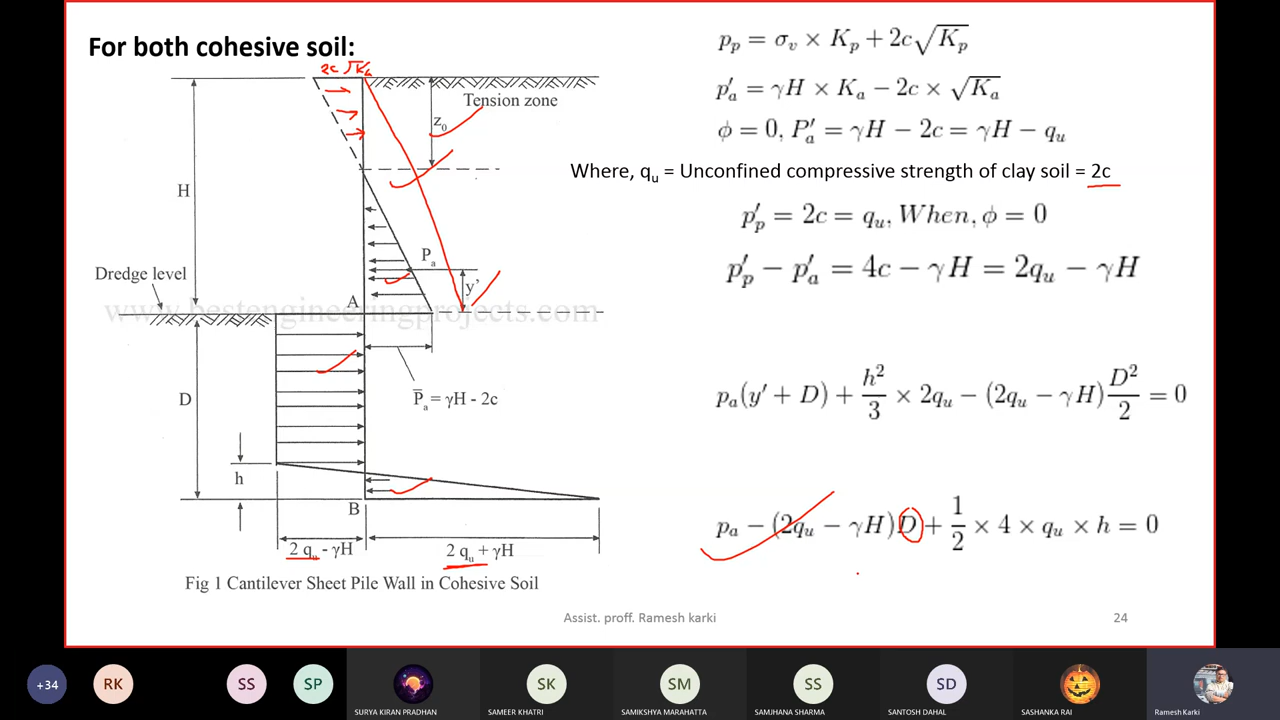 For both cohesive soil:
2c √Ka
Tension zone
z₀
H
Pₐ
Dredge level
y'
A
www.bestengineeringprojects.com
D
P̅ₐ = γH - 2c
h
B
2 qᵤ - γH
2 qᵤ + γH
Fig 1 Cantilever Sheet Pile Wall in Cohesive Soil
pₚ = σᵥ × Kₚ + 2c√Kₚ
p′ₐ = γH × Kₐ − 2c × √Kₐ
ϕ = 0, P′ₐ = γH − 2c = γH − qᵤ
Where, qᵤ = Unconfined compressive strength of clay soil = 2c
p′ₚ = 2c = qᵤ, When, ϕ = 0
p′ₚ − p′ₐ = 4c − γH = 2qᵤ − γH
pₐ(y′ + D) + h²/3 × 2qᵤ − (2qᵤ − γH) D²/2 = 0
pₐ − (2qᵤ − γH)D + 1/2 × 4 × qᵤ × h = 0
Assist. proff. Ramesh karki
24
+34
RK
SS
SP
SURYA KIRAN PRADHAN
SK
SAMEER KHATRI
SM
SAMIKSHYA MARAHATTA
SS
SAMJHANA SHARMA
SD
SANTOSH DAHAL
SASHANKA RAI
Ramesh Karki